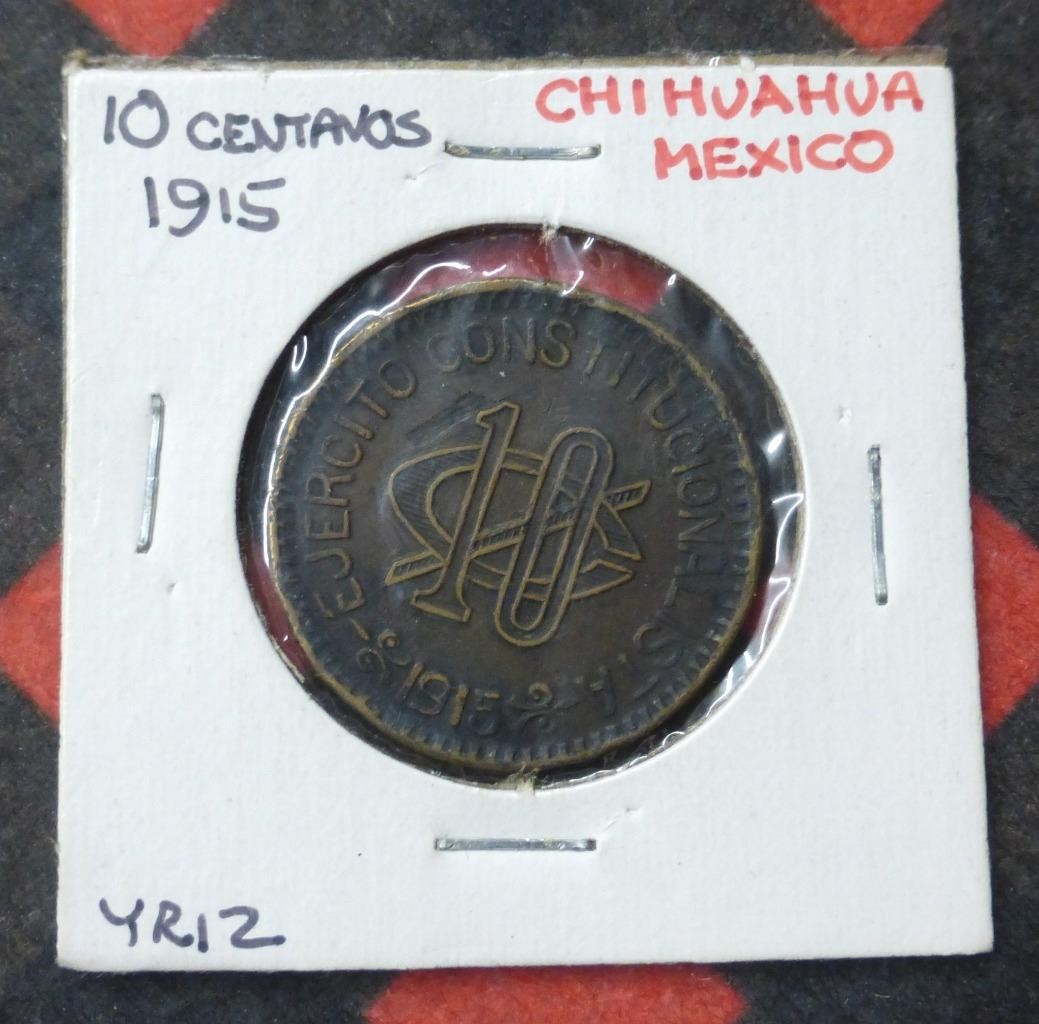 10 CENTAVOS
1915
CHIHUAHUA
MEXICO
EJERCITO CONSTITUCIONALISTA
10 ¢
1915
YR12